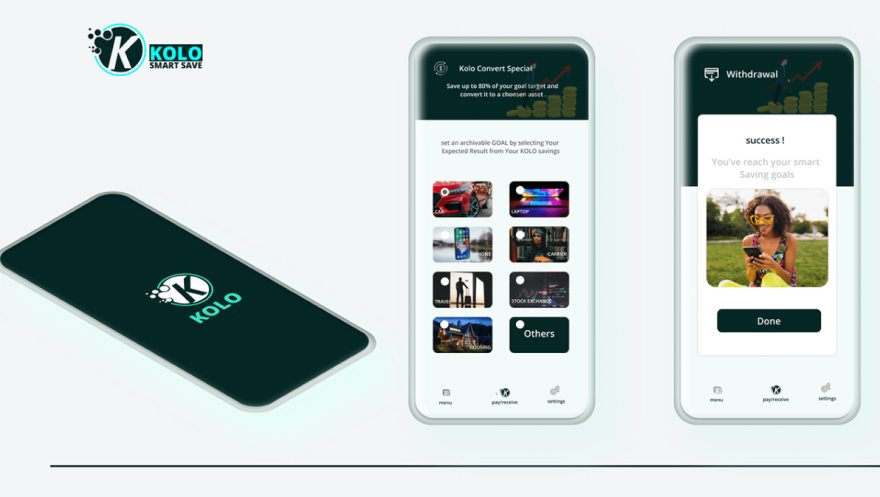 K
KOLO
SMART SAVE
K
KOLO
Kolo Convert Special
Save up to 80% of your goal target and
convert it to a chonsen asset .
set an archivable GOAL by selecting Your
Expected Result from Your KOLO savings
CAR
LAPTOP
PHONE
CARRER
TRAVEL
STOCK EXCHANGE
HOUSING
Others
menu
pay/receive
settings
Withdrawal
success !
You've reach your smart
Saving goals
Done
menu
pay/receive
settings